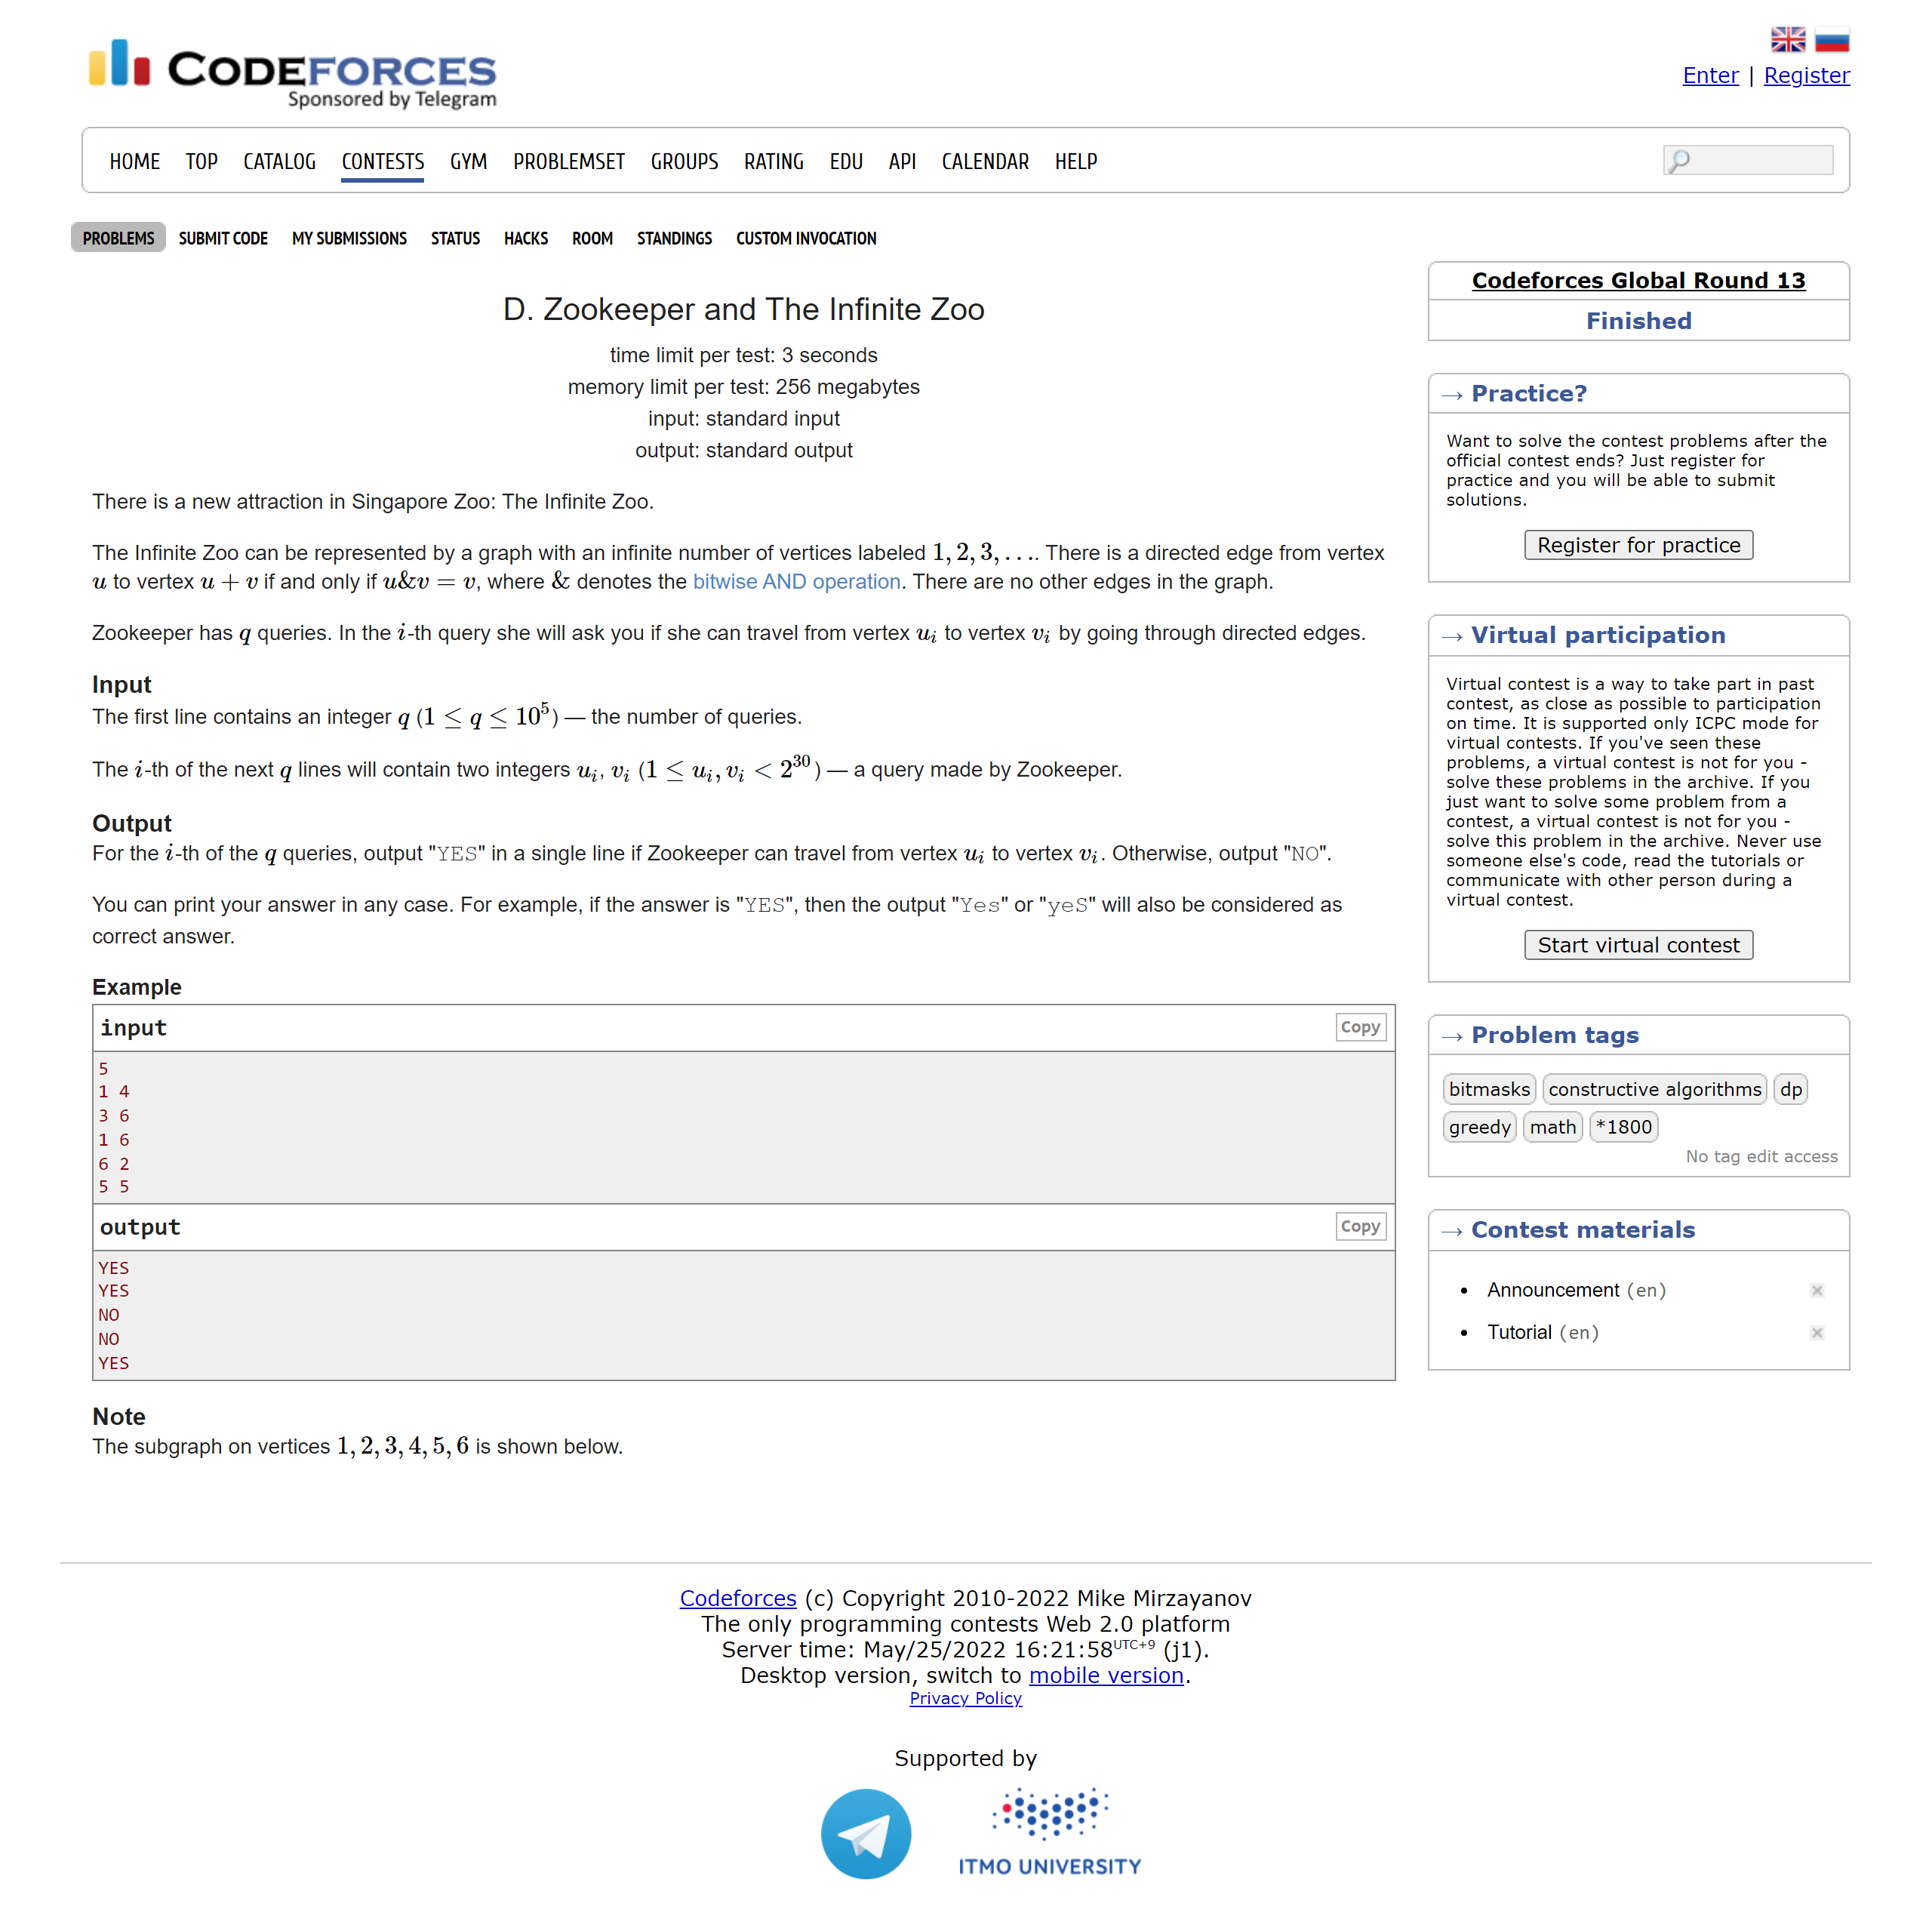 CODEFORCES
Sponsored by Telegram
Enter | Register
HOME TOP CATALOG CONTESTS GYM PROBLEMSET GROUPS RATING EDU API CALENDAR HELP
PROBLEMS SUBMIT CODE MY SUBMISSIONS STATUS HACKS ROOM STANDINGS CUSTOM INVOCATION
D. Zookeeper and The Infinite Zoo
time limit per test: 3 seconds
memory limit per test: 256 megabytes
input: standard input
output: standard output
There is a new attraction in Singapore Zoo: The Infinite Zoo.
The Infinite Zoo can be represented by a graph with an infinite number of vertices labeled 1, 2, 3, …. There is a directed edge from vertex
u to vertex u + v if and only if u&v = v, where & denotes the bitwise AND operation. There are no other edges in the graph.
Zookeeper has q queries. In the i-th query she will ask you if she can travel from vertex uᵢ to vertex vᵢ by going through directed edges.
Input
The first line contains an integer q (1 ≤ q ≤ 10⁵) — the number of queries.
The i-th of the next q lines will contain two integers uᵢ, vᵢ (1 ≤ uᵢ, vᵢ < 2³⁰) — a query made by Zookeeper.
Output
For the i-th of the q queries, output "YES" in a single line if Zookeeper can travel from vertex uᵢ to vertex vᵢ. Otherwise, output "NO".
You can print your answer in any case. For example, if the answer is "YES", then the output "Yes" or "yeS" will also be considered as
correct answer.
Example
input Copy
5
1 4
3 6
1 6
6 2
5 5
output Copy
YES
YES
NO
NO
YES
Note
The subgraph on vertices 1, 2, 3, 4, 5, 6 is shown below.
Codeforces Global Round 13
Finished
→ Practice?
Want to solve the contest problems after the
official contest ends? Just register for
practice and you will be able to submit
solutions.
Register for practice
→ Virtual participation
Virtual contest is a way to take part in past
contest, as close as possible to participation
on time. It is supported only ICPC mode for
virtual contests. If you've seen these
problems, a virtual contest is not for you -
solve these problems in the archive. If you
just want to solve some problem from a
contest, a virtual contest is not for you -
solve this problem in the archive. Never use
someone else's code, read the tutorials or
communicate with other person during a
virtual contest.
Start virtual contest
→ Problem tags
bitmasks constructive algorithms dp
greedy math *1800
No tag edit access
→ Contest materials
• Announcement (en)
• Tutorial (en)
Codeforces (c) Copyright 2010-2022 Mike Mirzayanov
The only programming contests Web 2.0 platform
Server time: May/25/2022 16:21:58 UTC+9 (j1).
Desktop version, switch to mobile version.
Privacy Policy
Supported by
ITMO UNIVERSITY